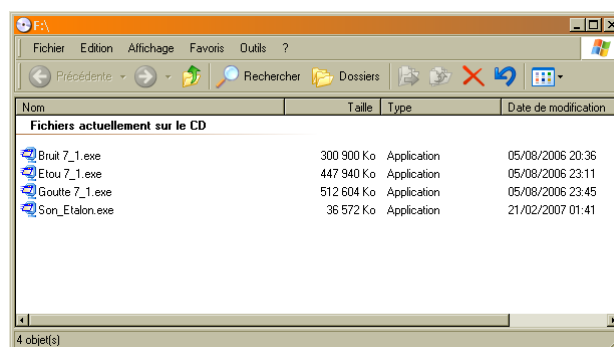 F:\
Fichier Edition Affichage Favoris Outils ?
Précédente Rechercher Dossiers
Nom Taille Type Date de modification
Fichiers actuellement sur le CD
Bruit 7_1.exe 300 900 Ko Application 05/08/2006 20:36
Etou 7_1.exe 447 940 Ko Application 05/08/2006 23:11
Goutte 7_1.exe 512 604 Ko Application 05/08/2006 23:45
Son_Etalon.exe 36 572 Ko Application 21/02/2007 01:41
4 objet(s)